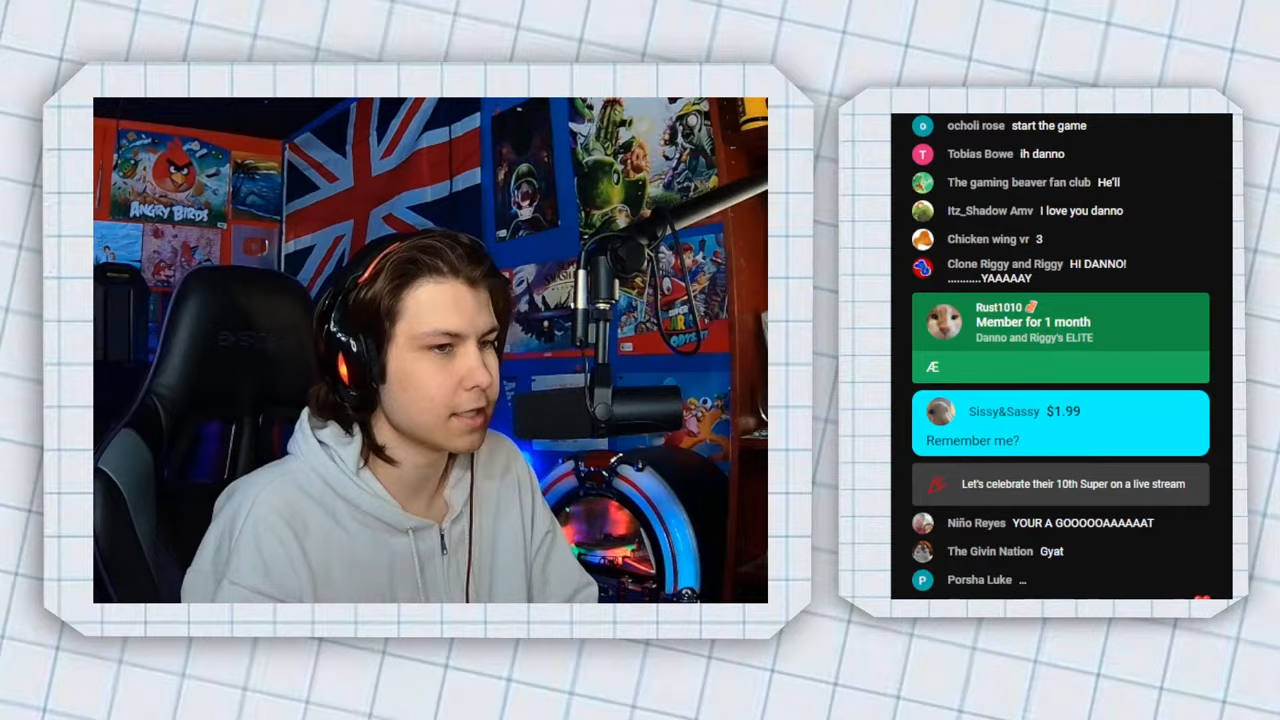 ANGRY BIRDS
SUPER
MARIO
ODYSSEY
ocholi rose start the game
Tobias Bowe ih danno
The gaming beaver fan club He'll
Itz_Shadow Amv I love you danno
Chicken wing vr 3
Clone Riggy and Riggy HI DANNO!
...........YAAAAAY
Rust1010
Member for 1 month
Danno and Riggy's ELITE
Æ
Sissy&Sassy $1.99
Remember me?
Let's celebrate their 10th Super on a live stream
Niño Reyes YOUR A GOOOOOAAAAAAT
The Givin Nation Gyat
Porsha Luke ...